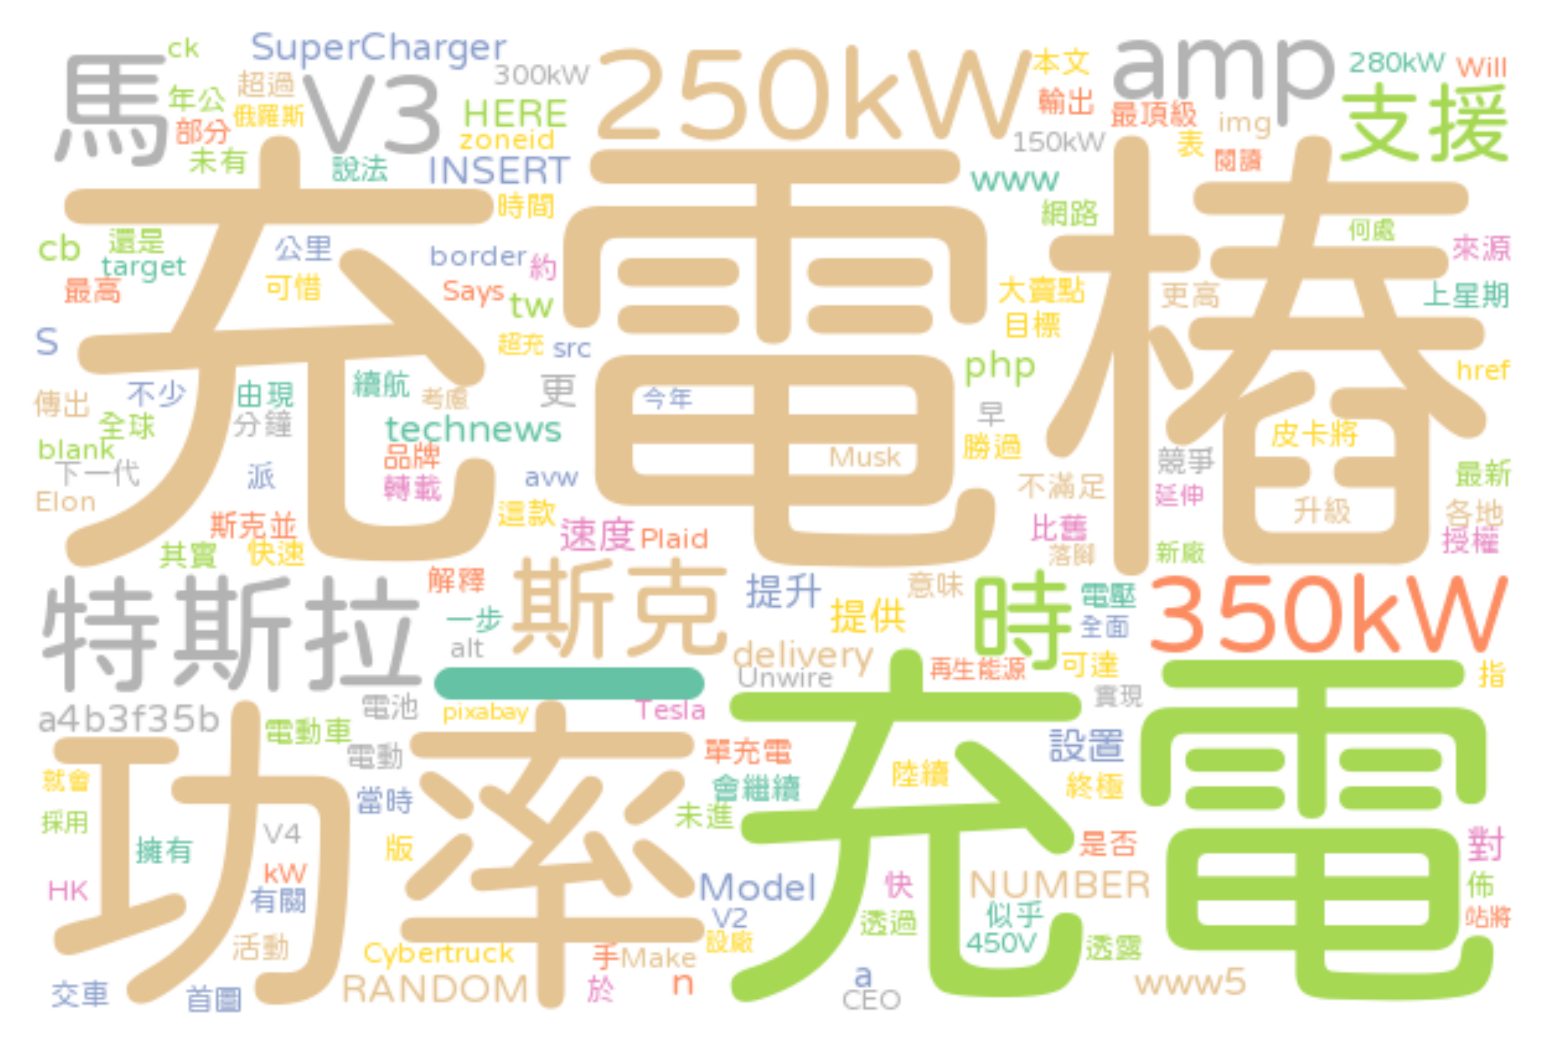 馬
ck
SuperCharger
超過
年公
俄羅斯
部分
未有
V3
300kW
HERE
zoneid
說法
INSERT
250kW
本文
amp
280kW
Will
輸出
最頂級
img
150kW
表
閱讀
支援
www
充電樁
時間
網路
何處
cb
還是
target
公里
border
約
來源
最高
可惜
Says
tw
大賣點
更高
上星期
目標
S
超充
src
php
href
傳出
不少
由現
續航
考慮
更
今年
早
全球
分鐘
technews
勝過
皮卡將
blank
下一代
品牌
Musk
競爭
派
轉載
avw
不滿足
延伸
最新
Elon
斯克並
這款
速度
Plaid
比舊
升級
各地
其實
快速
落腳
新廠
授權
特斯拉
解釋
斯克
提升
意味
時
電壓
350kW
一步
提供
全面
alt
delivery
再生能源
可達
指
Unwire
實現
a4b3f35b
電池
pixabay
Tesla
電動車
電動
單充電
設置
就會
功率
當時
會繼續
陸續
終極
充電
採用
未進
擁有
V4
版
是否
對
HK
kW
有關
Model
快
NUMBER
佈
V2
透過
似乎
站將
活動
Cybertruck
手
Make
設廠
450V
透露
交車
首圖
RANDOM
於
n
a
CEO
www5